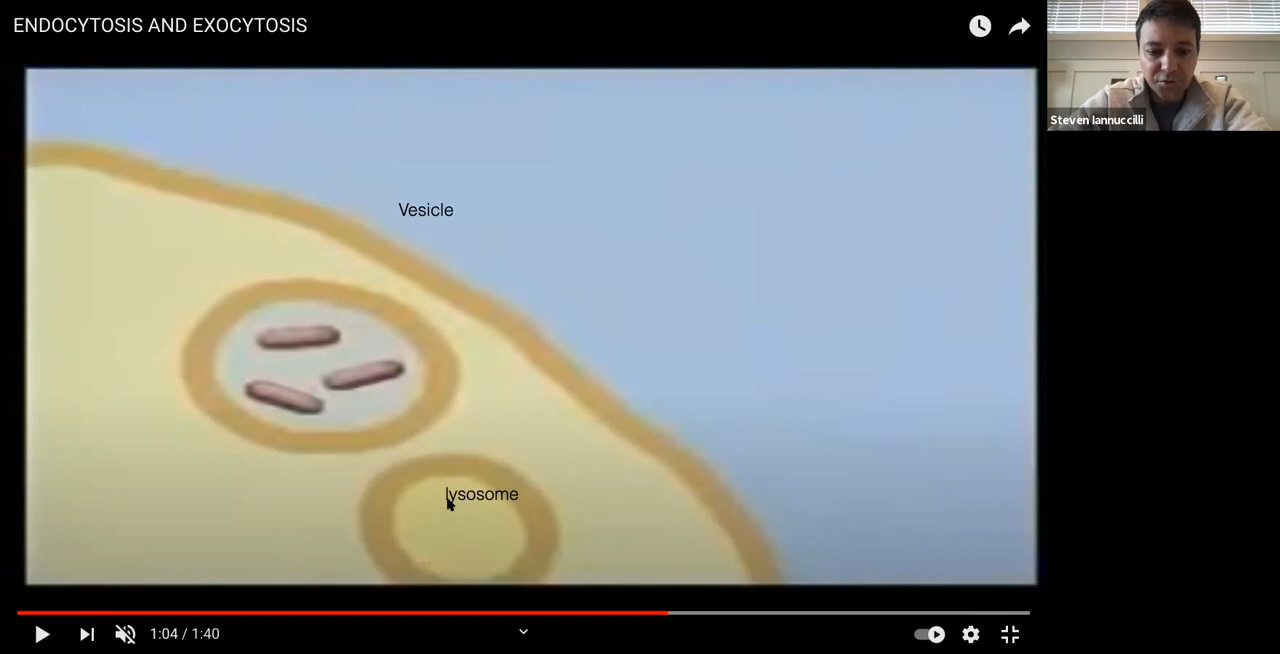 ENDOCYTOSIS AND EXOCYTOSIS
Steven Iannuccilli
Vesicle
lysosome
1:04 / 1:40